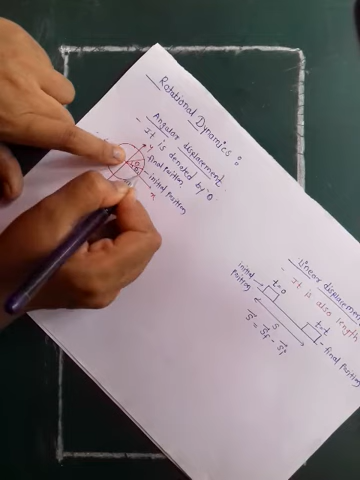 Rotational Dynamics :
Angular displacement
- It is denoted by θ
y
final position
θ
initial position
x
Linear displacement
- It is also length
initial position
t=0
t=t
S
final position
S⃗ = S⃗f - S⃗i